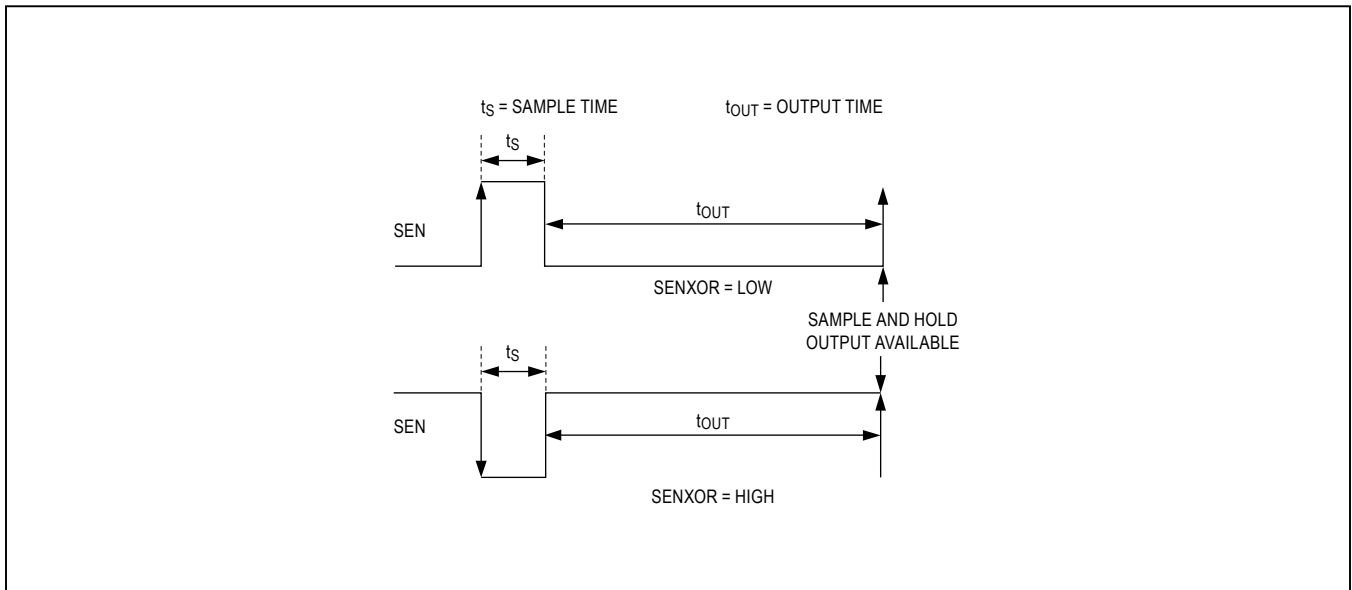 tS = SAMPLE TIME
tOUT = OUTPUT TIME
tS
tOUT
SEN
SENXOR = LOW
SAMPLE AND HOLD
OUTPUT AVAILABLE
tS
SEN
tOUT
SENXOR = HIGH